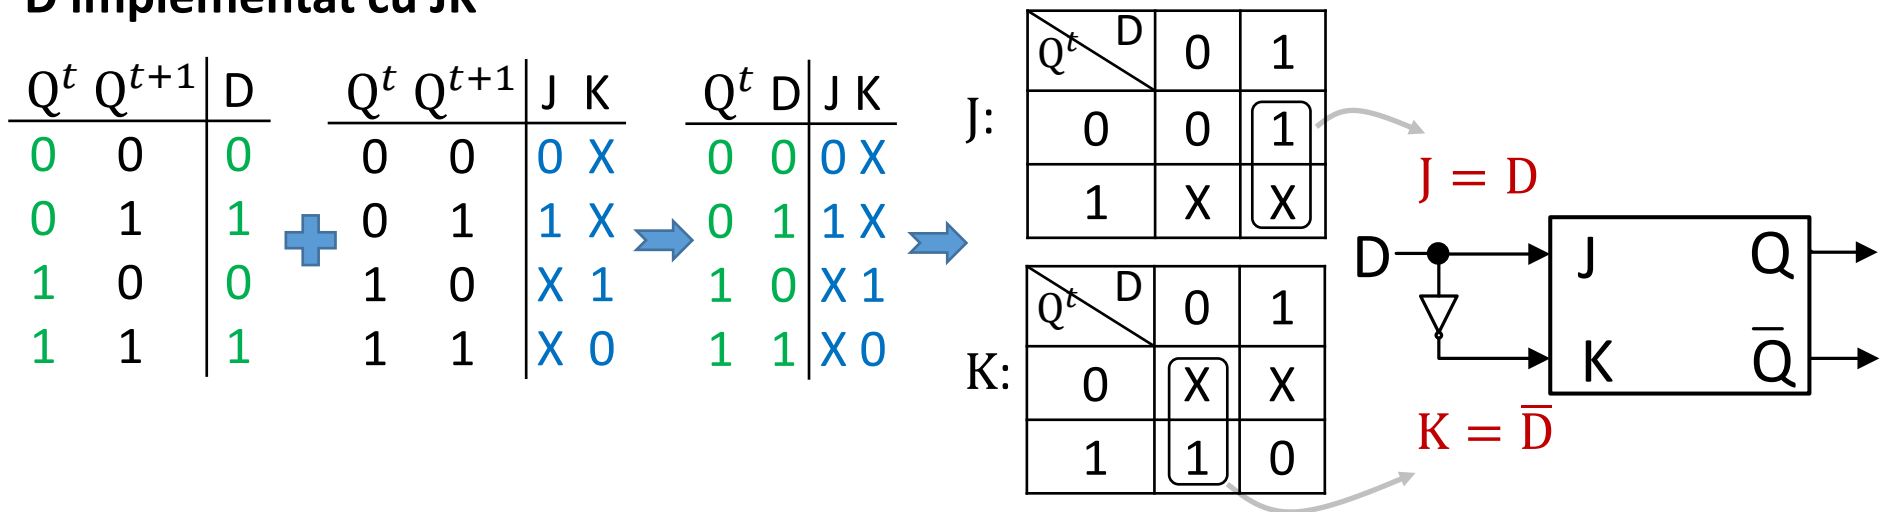 D implementat cu JK
Qᵗ Qᵗ⁺¹ D
0 0 0
0 1 1
1 0 0
1 1 1
Qᵗ Qᵗ⁺¹ J K
0 0 0 X
0 1 1 X
1 0 X 1
1 1 X 0
Qᵗ D J K
0 0 0 X
0 1 1 X
1 0 X 1
1 1 X 0
J:
Qᵗ D 0 1
0 0 1
1 X X
K:
Qᵗ D 0 1
0 X X
1 1 0
J = D
D J Q
K Q̅
K = D̅